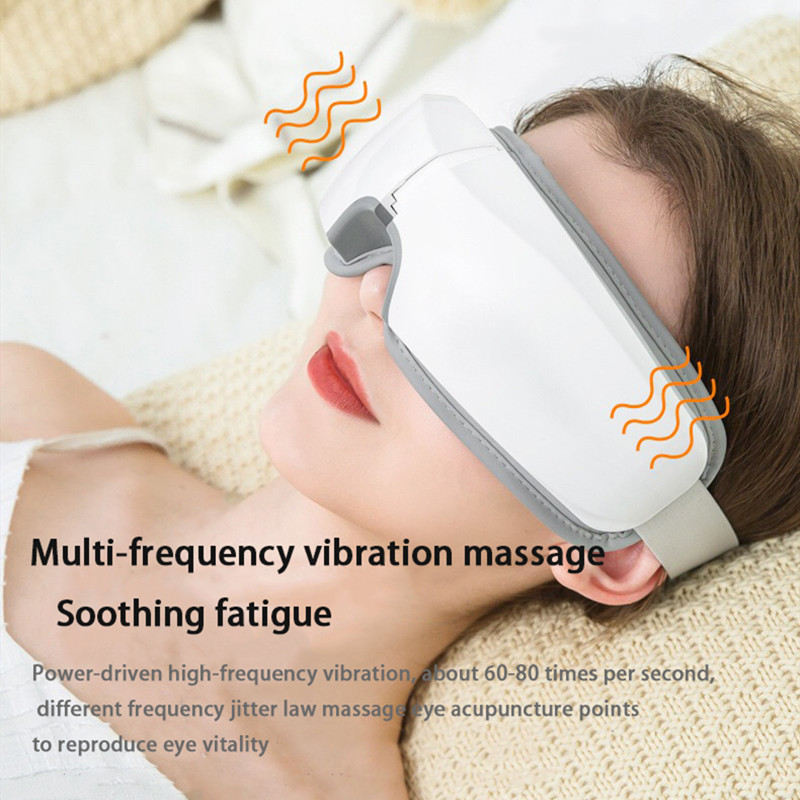 Multi-frequency vibration massage
Soothing fatigue
Power-driven high-frequency vibration, about 60-80 times per second,
different frequency jitter law massage eye acupuncture points
to reproduce eye vitality